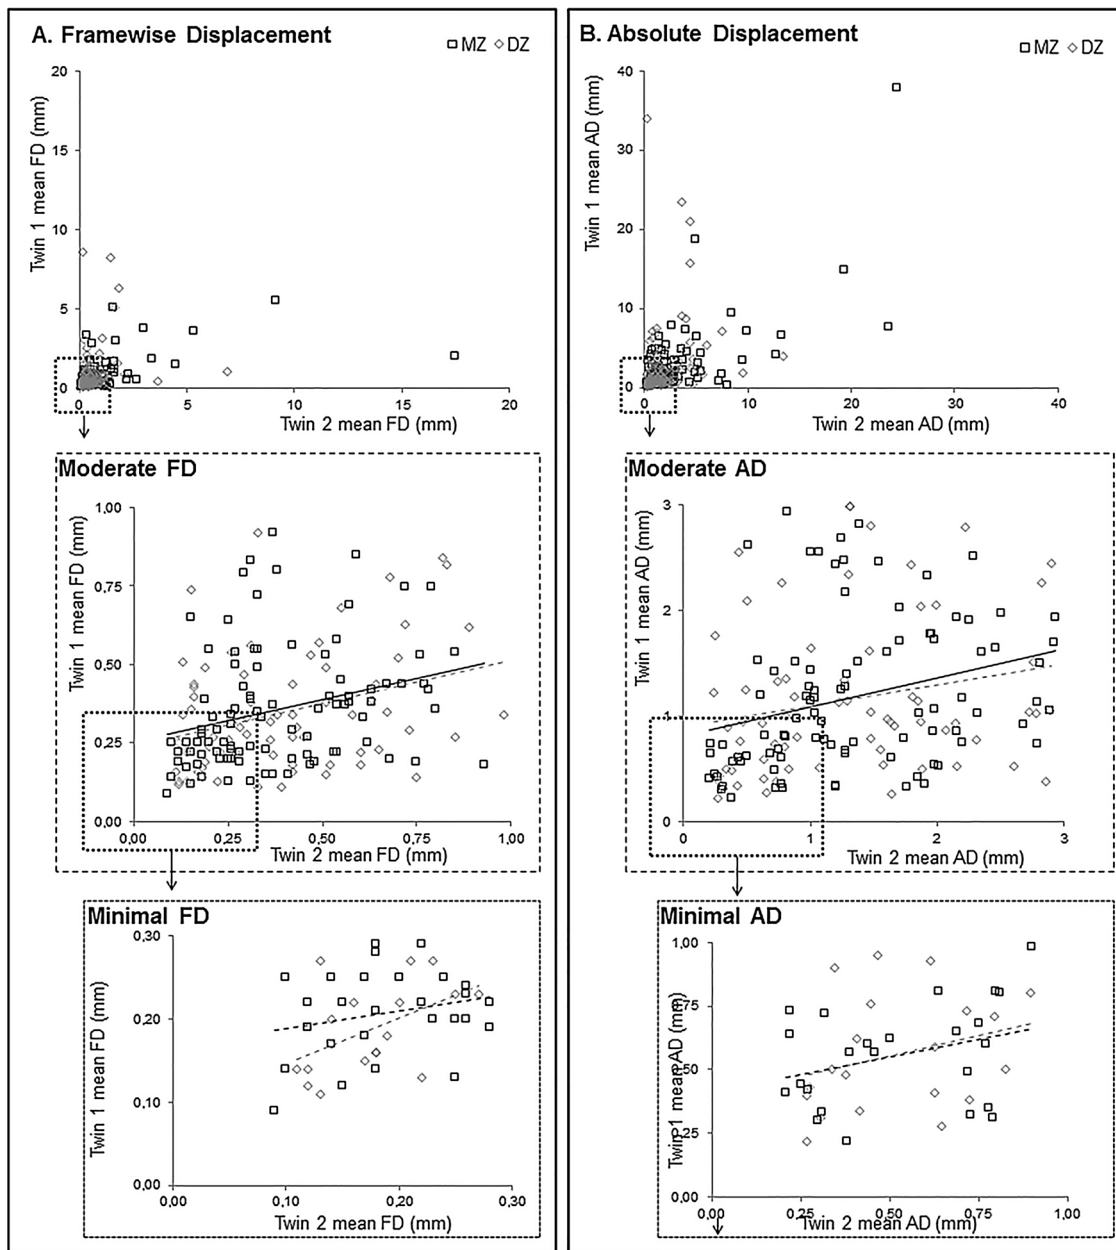 A. Framewise Displacement
MZ DZ
20
15
10
5
0
0 5 10 15 20
Twin 1 mean FD (mm)
Twin 2 mean FD (mm)
Moderate FD
1,00
0,75
0,50
0,25
0,00
0,00 0,25 0,50 0,75 1,00
Twin 1 mean FD (mm)
Twin 2 mean FD (mm)
Minimal FD
0,30
0,20
0,10
0,00
0,00 0,10 0,20 0,30
Twin 1 mean FD (mm)
Twin 2 mean FD (mm)
B. Absolute Displacement
MZ DZ
40
30
20
10
0
0 10 20 30 40
Twin 1 mean AD (mm)
Twin 2 mean AD (mm)
Moderate AD
3
2
1
0
0 1 2 3
Twin 1 mean AD (mm)
Twin 2 mean AD (mm)
Minimal AD
1,00
0,75
0,50
0,25
0,00
0,00 0,25 0,50 0,75 1,00
Twin 1 mean AD (mm)
Twin 2 mean AD (mm)